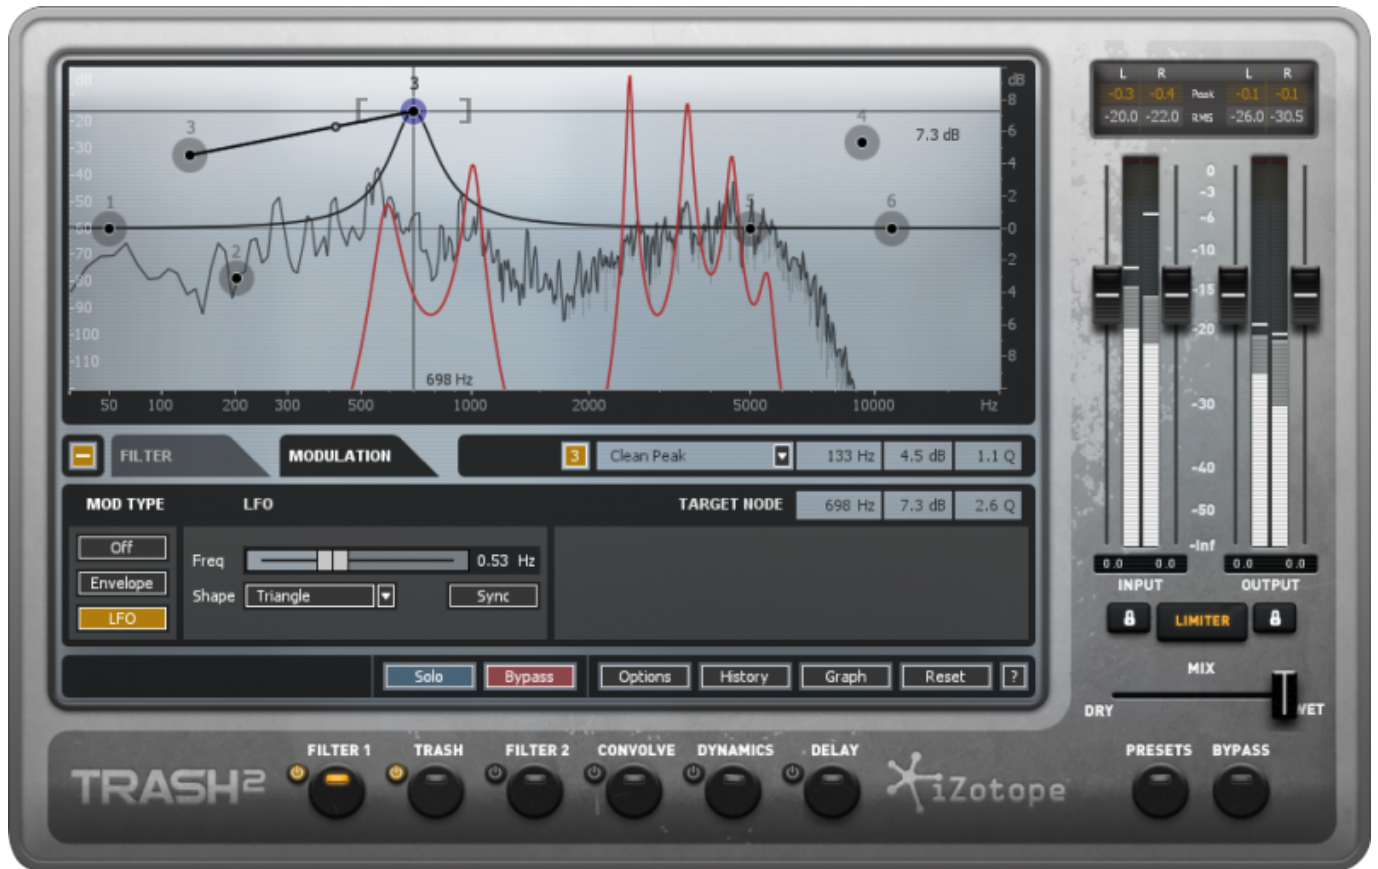 L R L R
-0.3 -0.4 Peak -0.1 -0.1
-20.0 -22.0 RMS -26.0 -30.5
dB 3 dB
-20 -8
3 4
7.3 dB -6
-30
-40 -4
-50 1 5 6 -2
-60 -0
-70 2 -2
-80 -4
-100 -6
-110 -8
698 Hz
50 100 200 300 500 1000 2000 5000 10000 Hz
0
-3
-6
-10
-15
-20
-30
-40
-50
-Inf
0.0 0.0 0.0 0.0
INPUT OUTPUT
LIMITER
MIX
DRY WET
FILTER MODULATION 3 Clean Peak 133 Hz 4.5 dB 1.1 Q
MOD TYPE LFO TARGET NODE 698 Hz 7.3 dB 2.6 Q
Off
Envelope
LFO
Freq 0.53 Hz
Shape Triangle Sync
Solo Bypass Options History Graph Reset ?
FILTER 1 TRASH FILTER 2 CONVOLVE DYNAMICS DELAY PRESETS BYPASS
TRASH2 iZotope